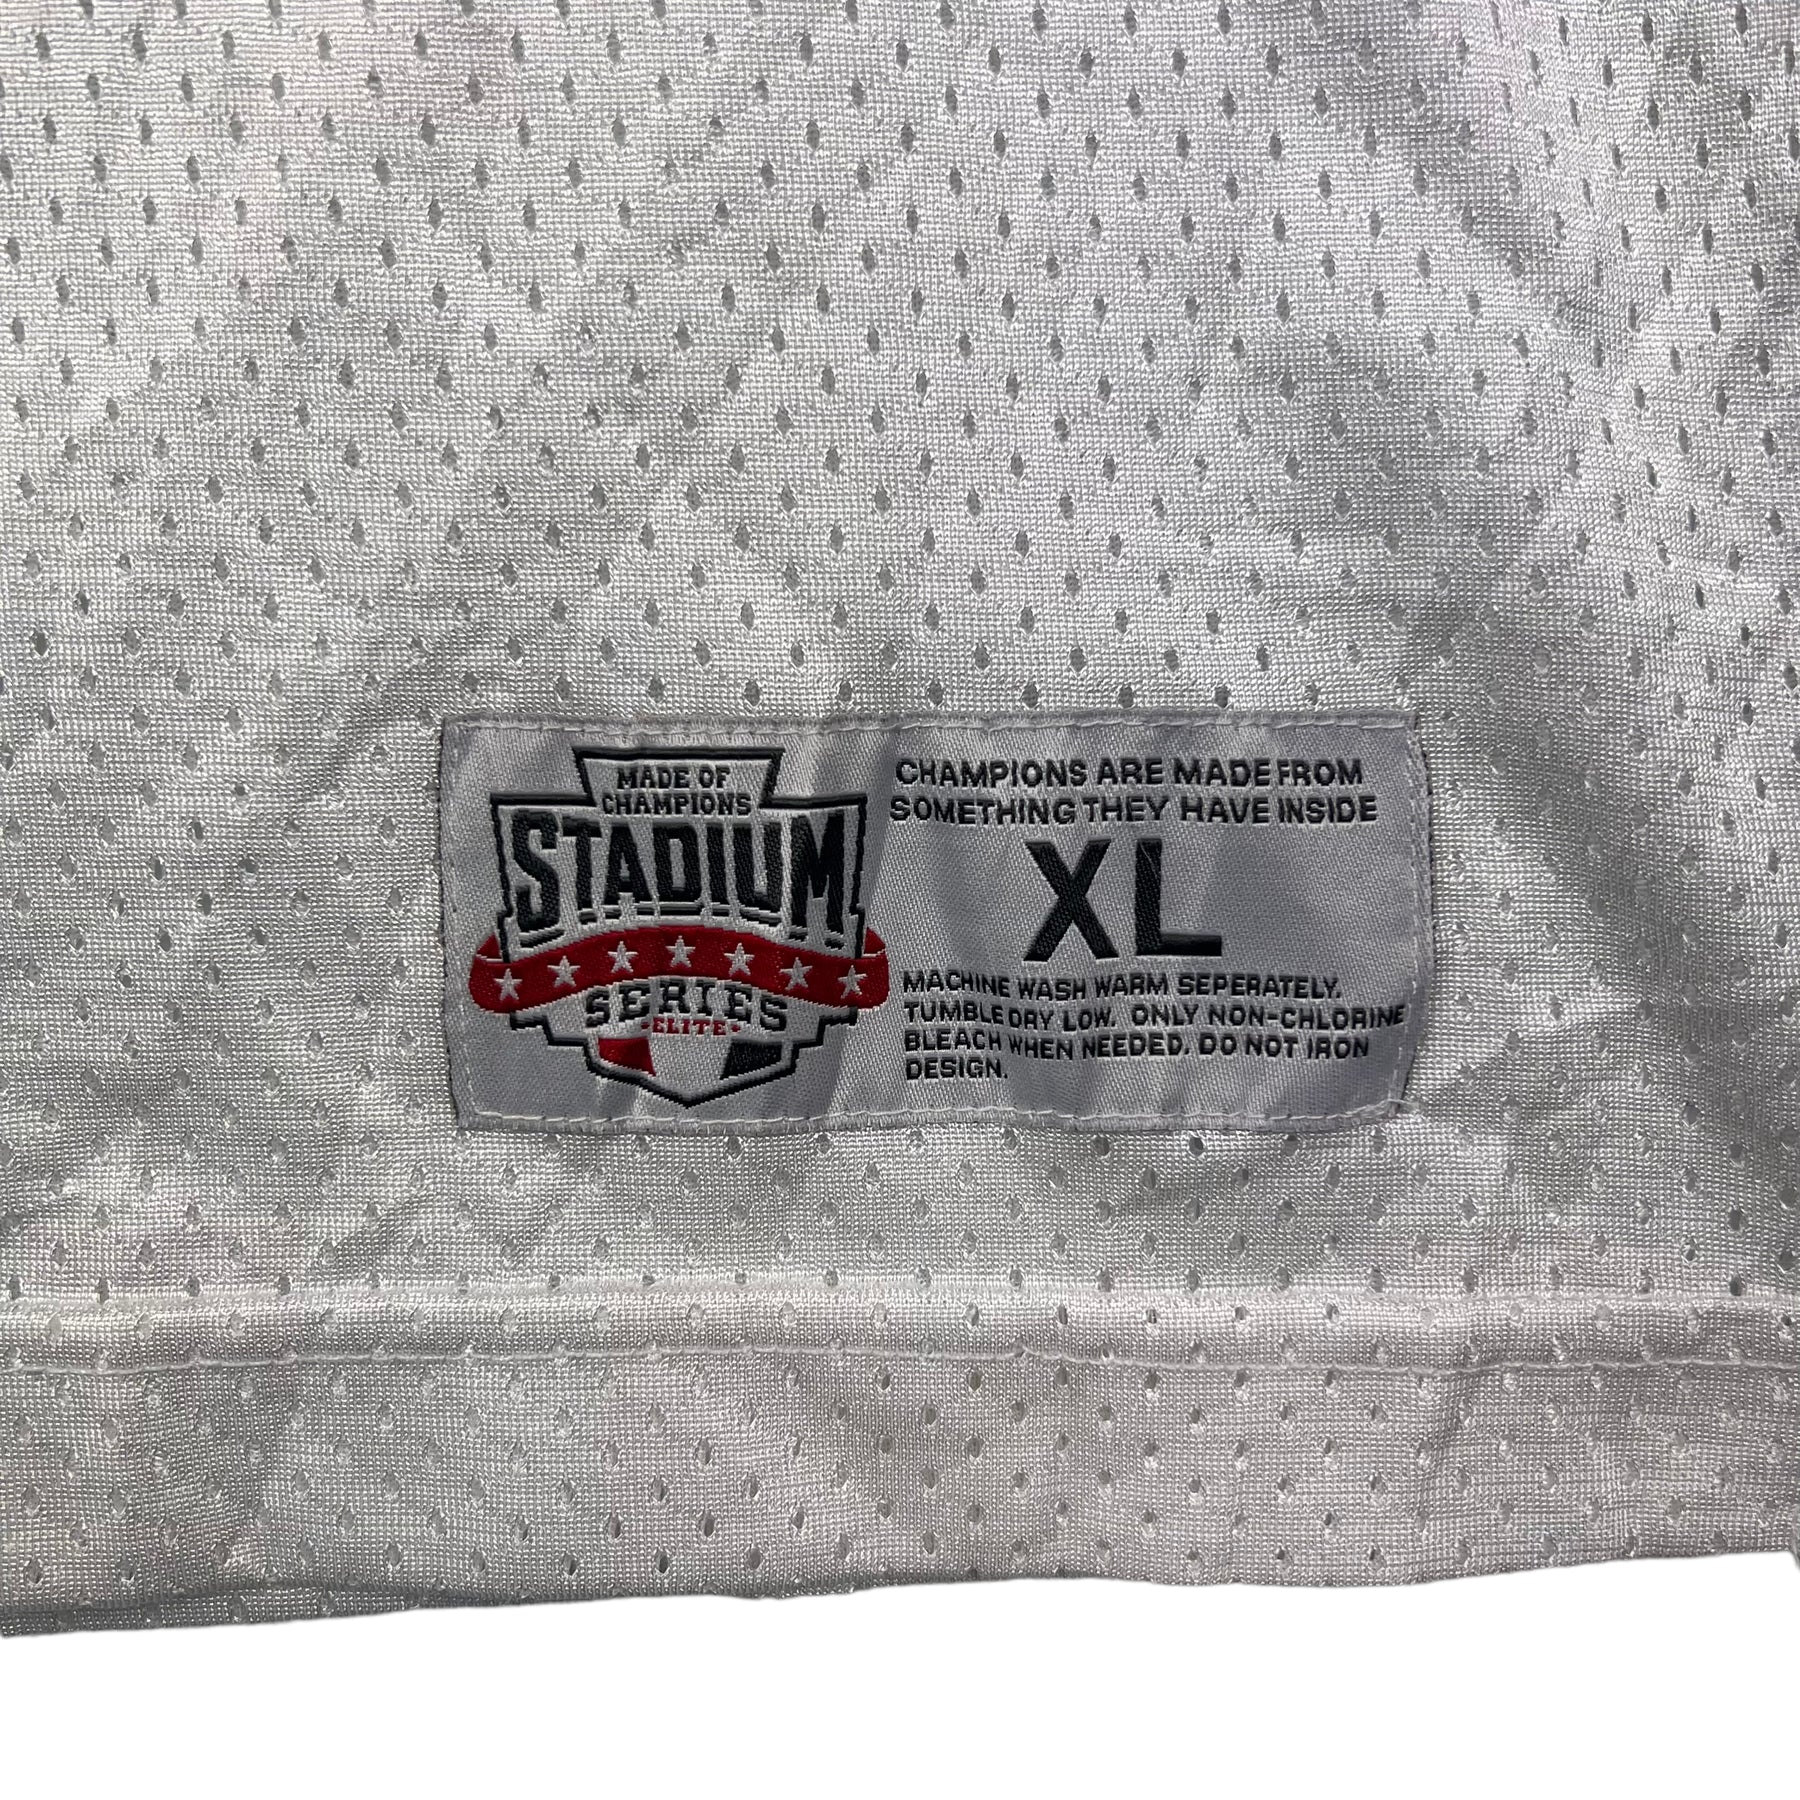 MADE OF
CHAMPIONS
STADIUM
SERIES
-ELITE-
CHAMPIONS ARE MADE FROM
SOMETHING THEY HAVE INSIDE
XL
MACHINE WASH WARM SEPERATELY.
TUMBLE DRY LOW. ONLY NON-CHLORINE
BLEACH WHEN NEEDED. DO NOT IRON
DESIGN.